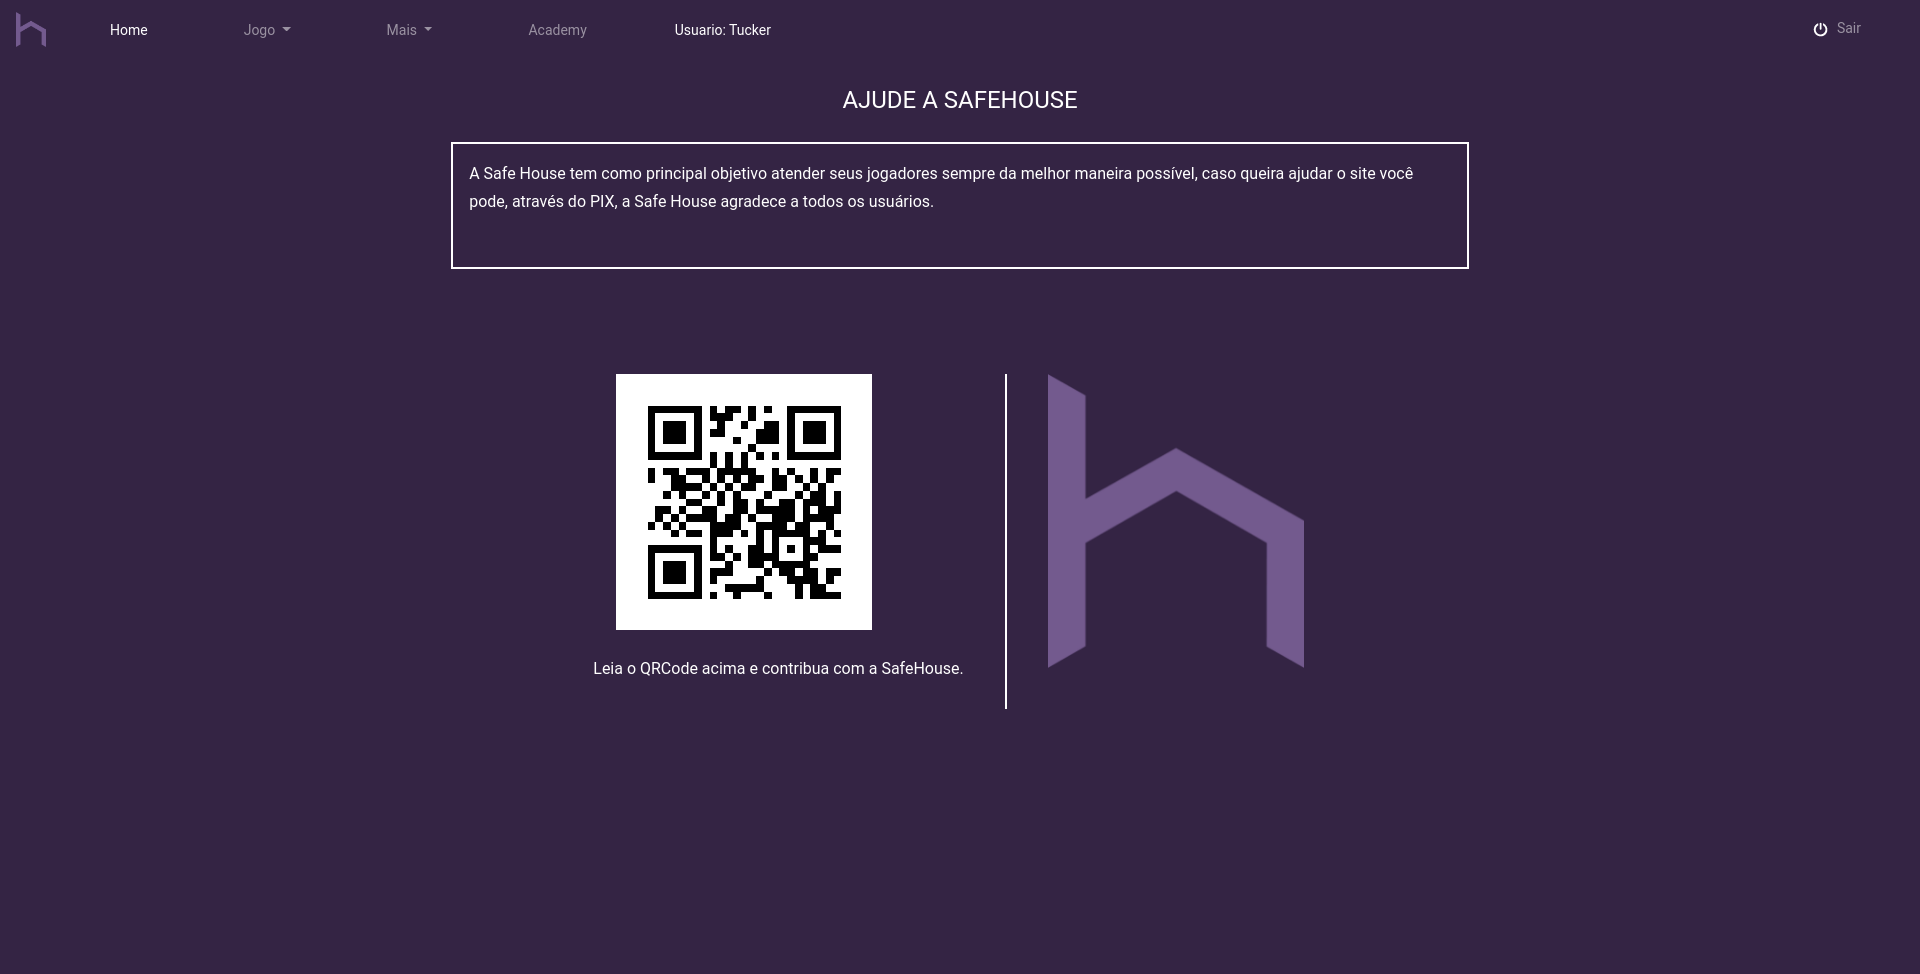 Home
Jogo
Mais
Academy
Usuario: Tucker
Sair
AJUDE A SAFEHOUSE
A Safe House tem como principal objetivo atender seus jogadores sempre da melhor maneira possível, caso queira ajudar o site você
pode, através do PIX, a Safe House agradece a todos os usuários.
Leia o QRCode acima e contribua com a SafeHouse.